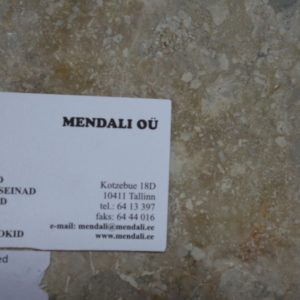 MENDALI OÜ
Kotzebue 18D
SEINAD
10411 Tallinn
D
tel.: 64 13 397
faks: 64 44 016
OKID
e-mail: mendali@mendali.ee
www.mendali.ee
ed